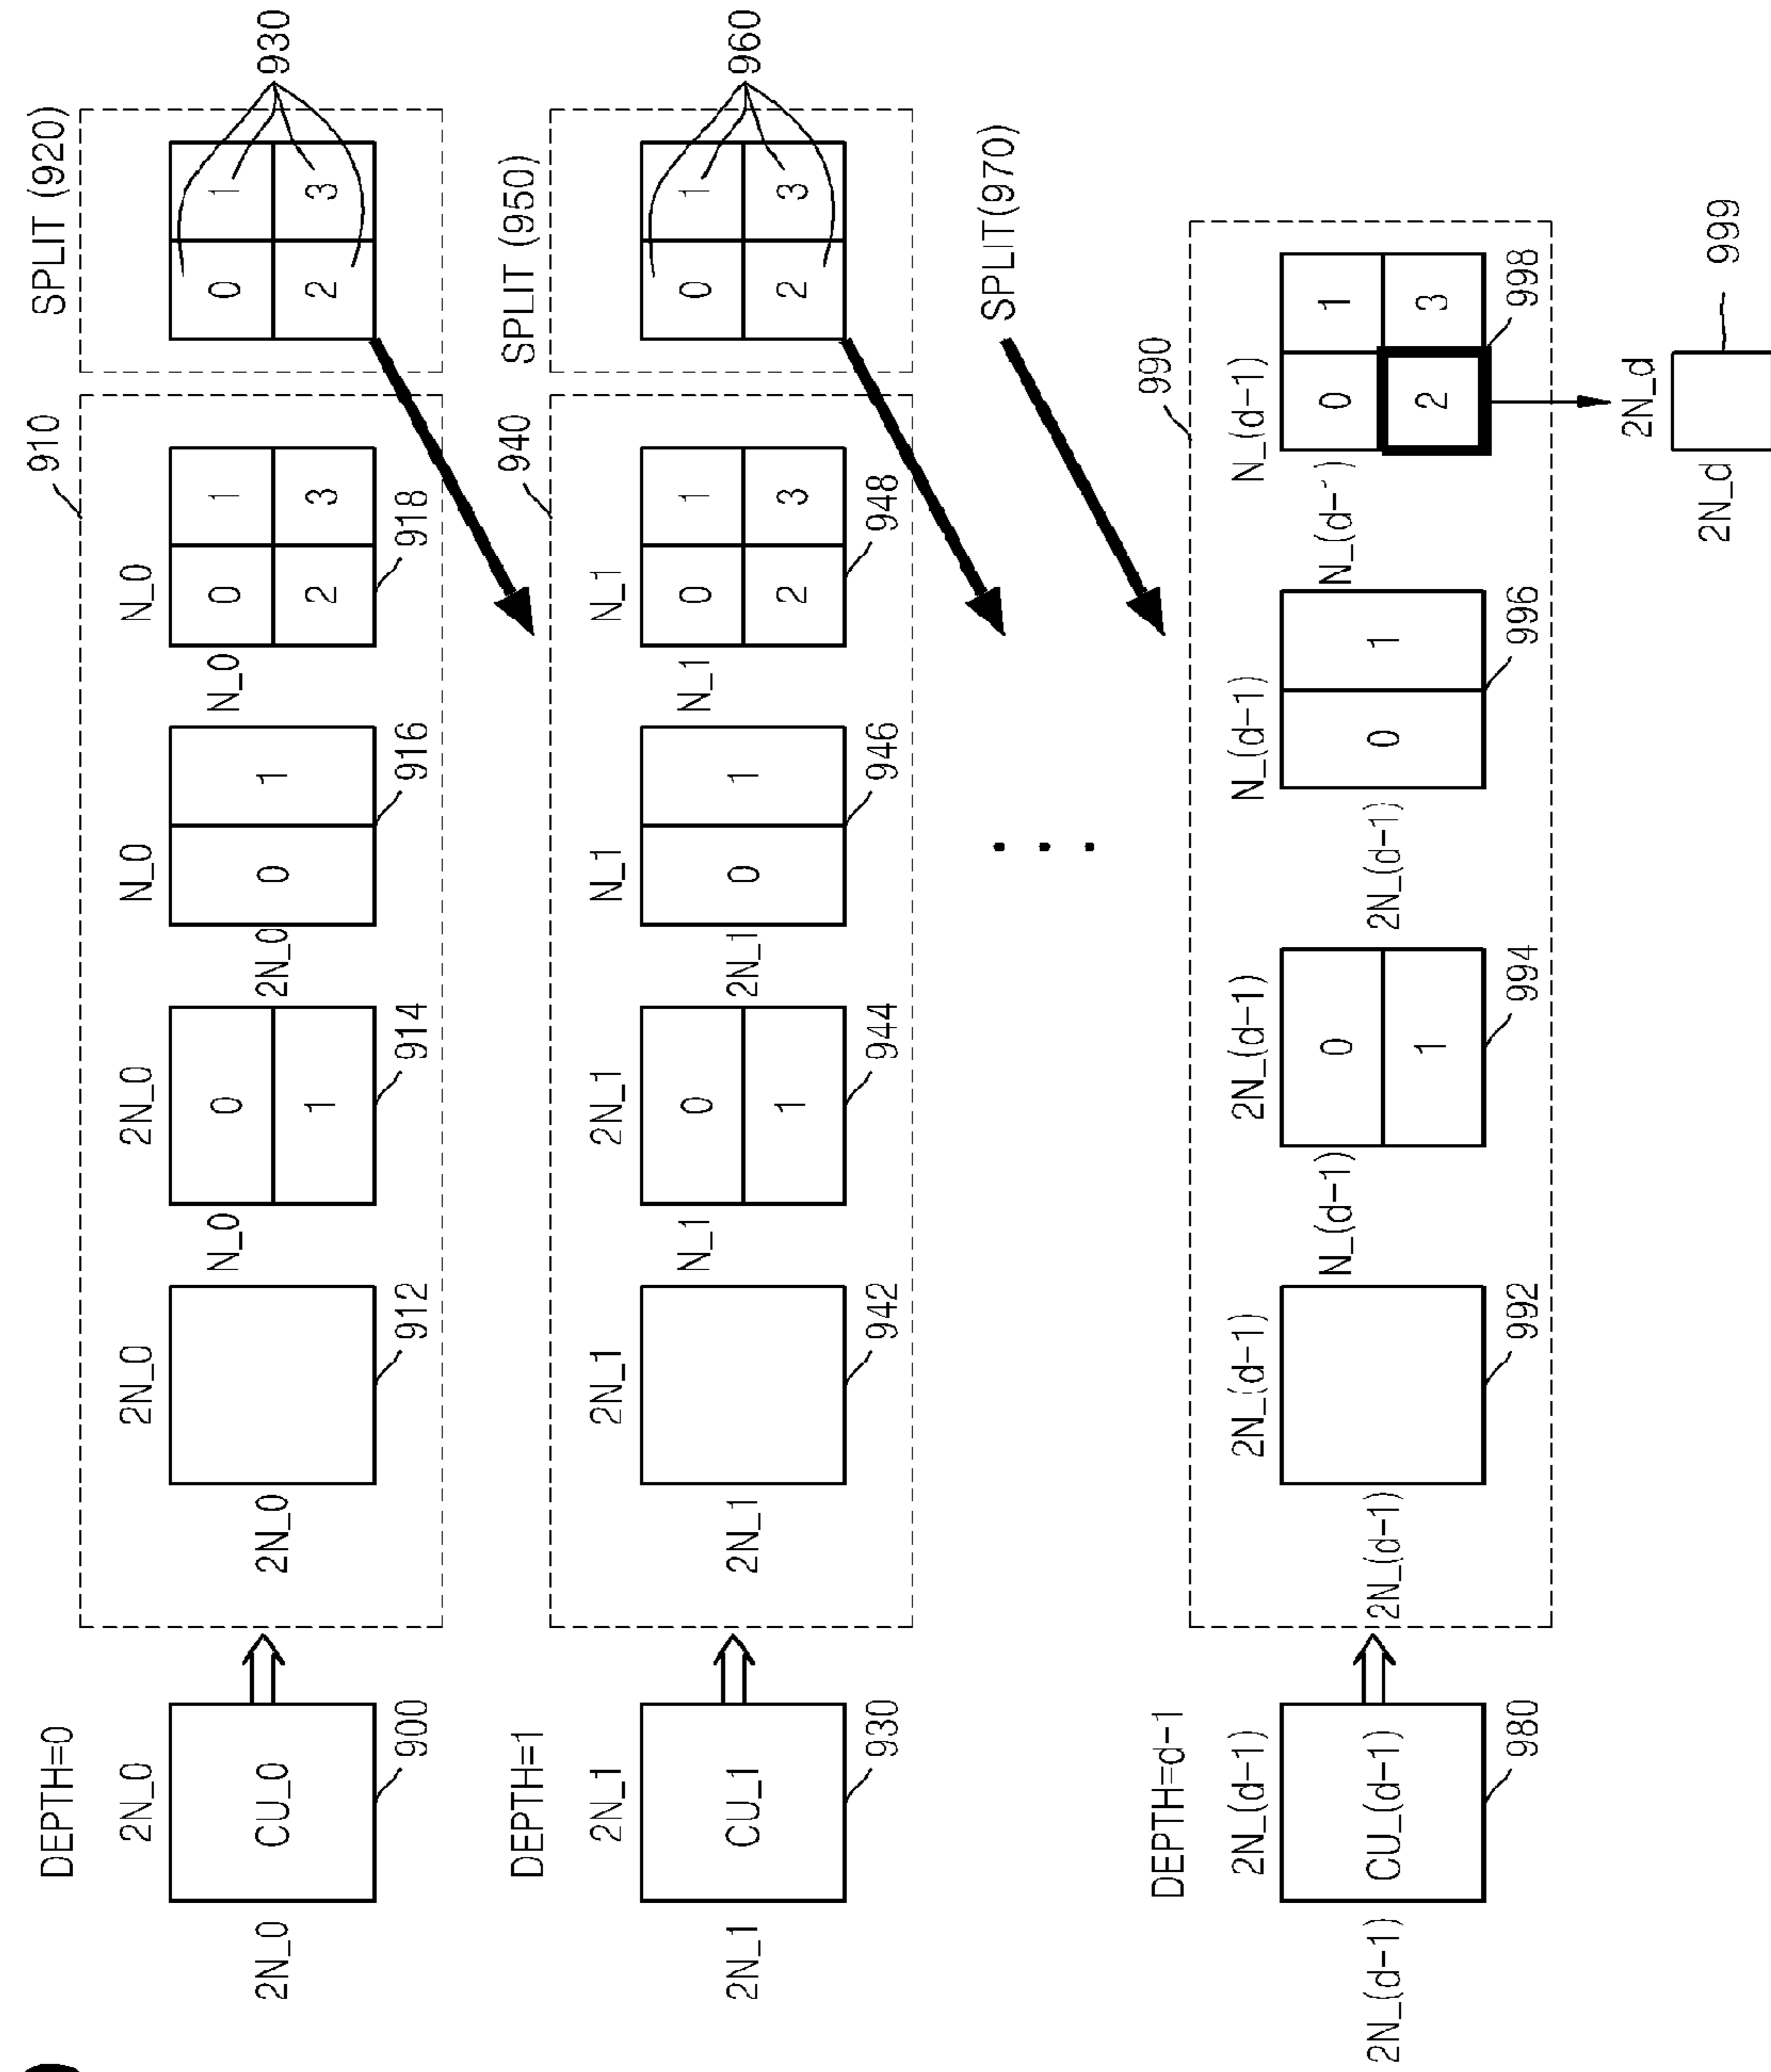 DEPTH=0
2N_0
2N_0
CU_0
900
910
2N_0
2N_0
912
2N_0
N_0
0
1
914
N_0
2N_0
0
1
916
N_0
N_0
0
1
2
3
918
SPLIT (920)
0
1
2
3
930
DEPTH=1
2N_1
2N_1
CU_1
930
940
2N_1
2N_1
942
2N_1
N_1
0
1
944
N_1
2N_1
0
1
946
N_1
N_1
0
1
2
3
948
SPLIT (950)
0
1
2
3
960
SPLIT(970)
. . .
DEPTH=d-1
2N_(d-1)
2N_(d-1)
CU_(d-1)
980
990
2N_(d-1)
2N_(d-1)
992
2N_(d-1)
N_(d-1)
0
1
994
N_(d-1)
2N_(d-1)
0
1
996
N_(d-1)
0
1
2
3
998
2N_d
2N_d
999